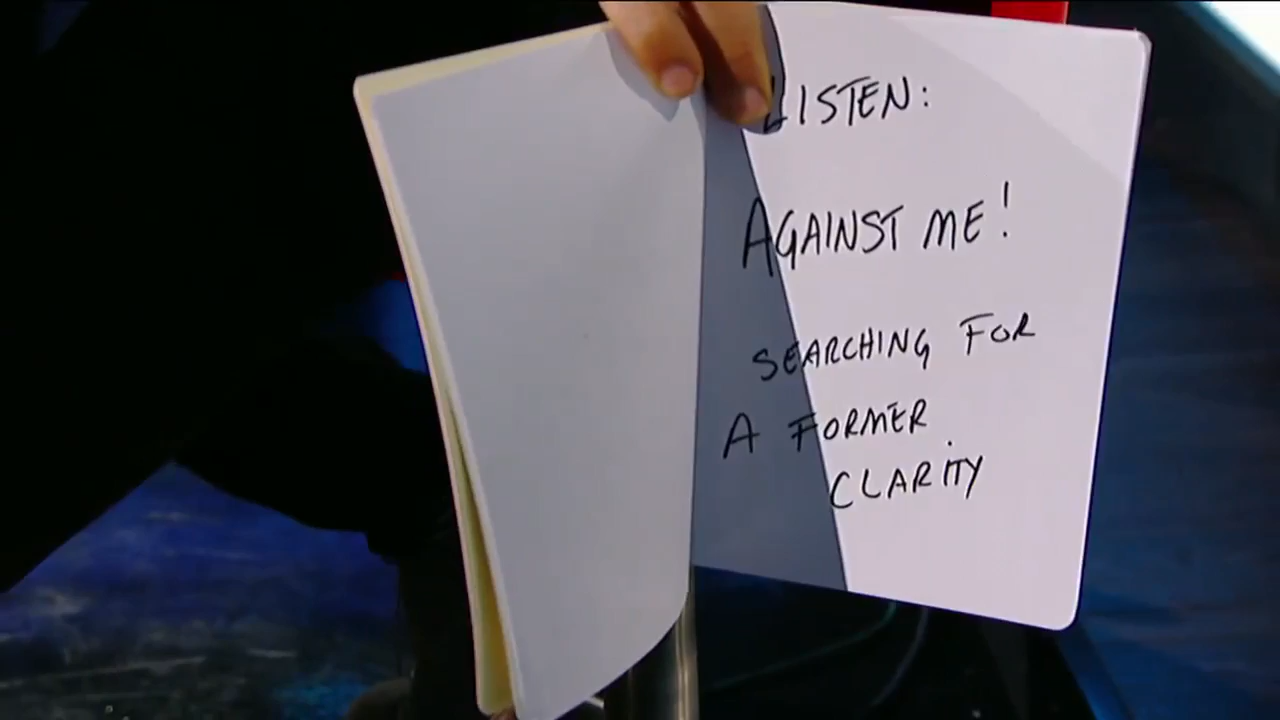 LISTEN:
AGAINST ME!
SEARCHING FOR
A FORMER
CLARITY